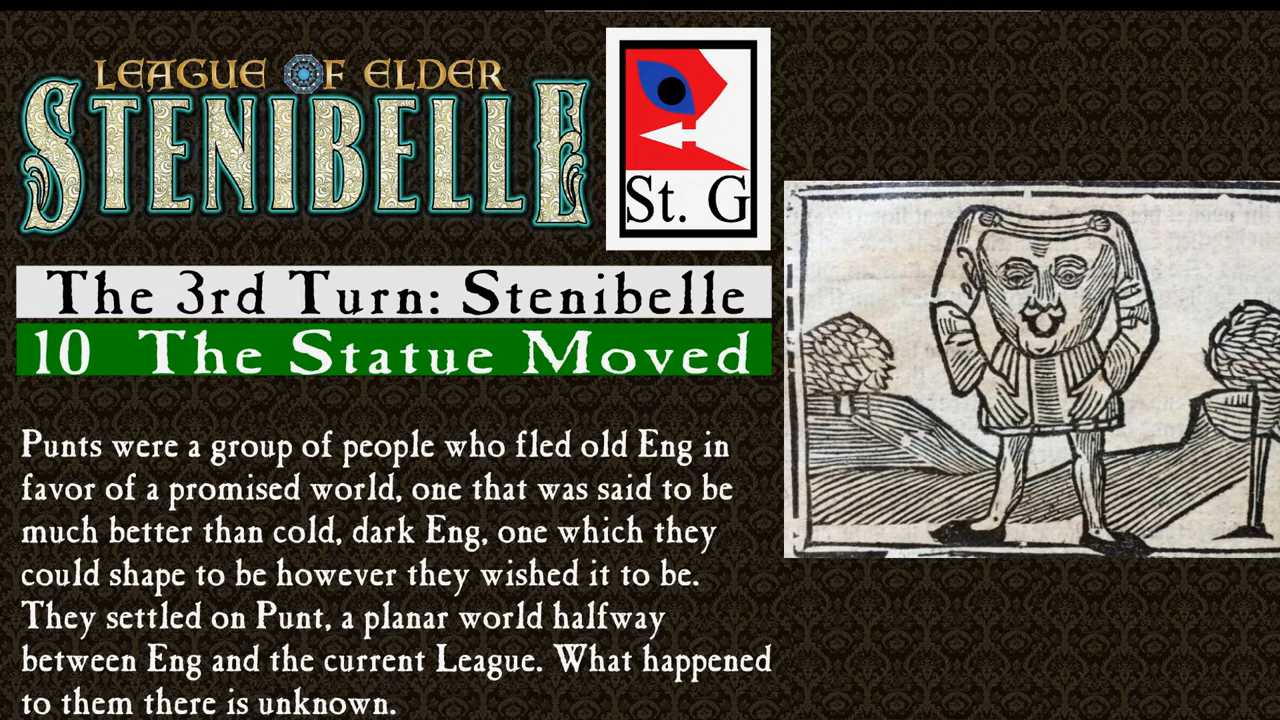 LEAGUE OF ELDER
STENIBELLE
St. G
The 3rd Turn: Stenibelle
10 The Statue Moved
Punts were a group of people who fled old Eng in
favor of a promised world, one that was said to be
much better than cold, dark Eng, one which they
could shape to be however they wished it to be.
They settled on Punt, a planar world halfway
between Eng and the current League. What happened
to them there is unknown.